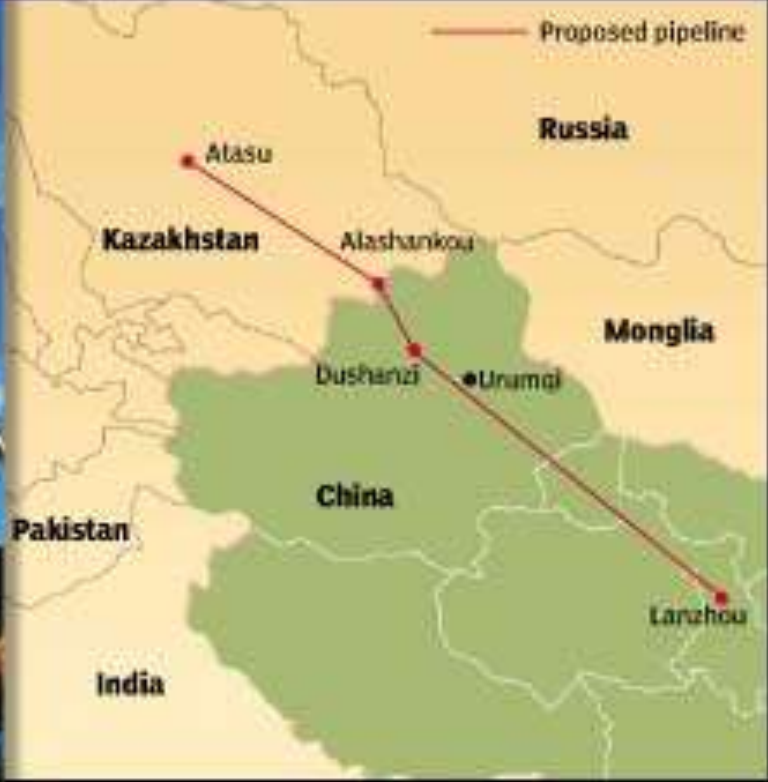 Proposed pipeline
Russia
Atasu
Kazakhstan
Alashankou
Monglia
Dushanzi
Urumqi
China
Pakistan
Lanzhou
India